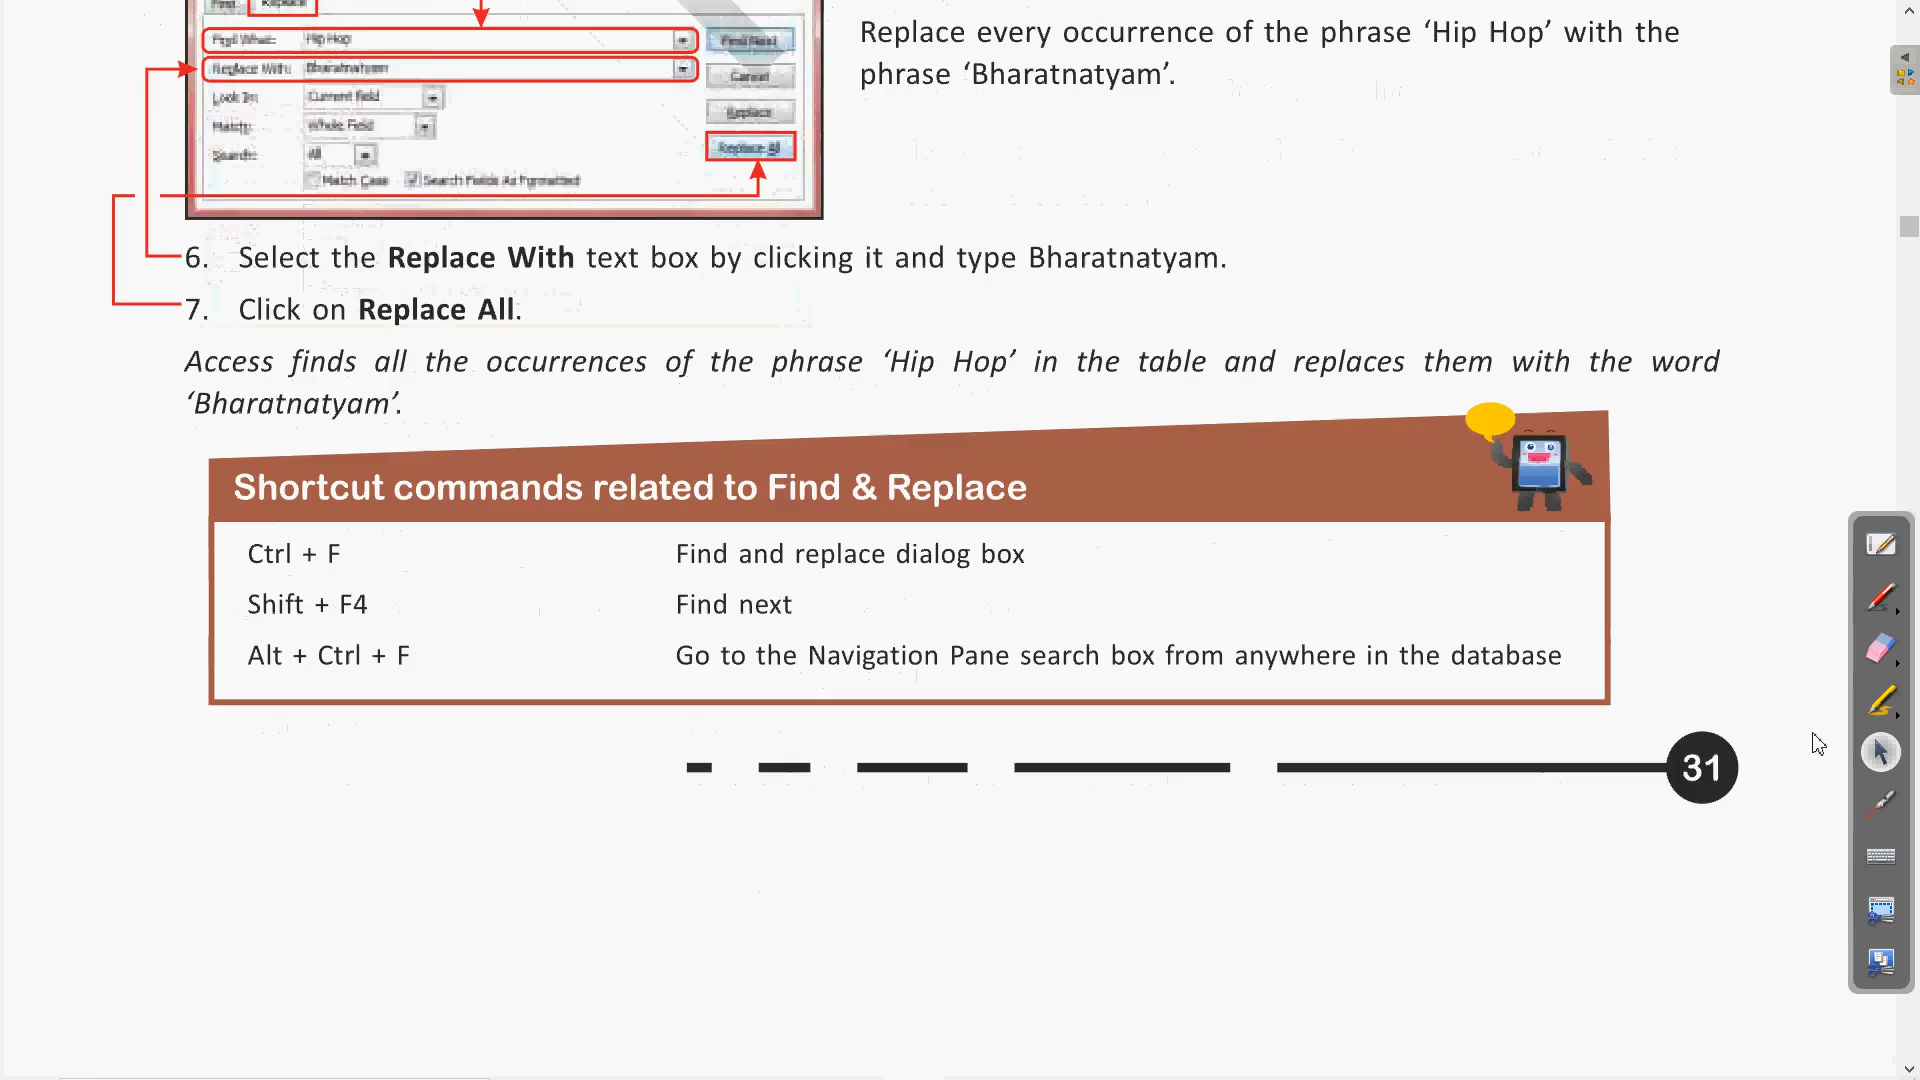 Find Replace
Find What: Hip Hop Find Next
Replace every occurrence of the phrase ‘Hip Hop’ with the
phrase ‘Bharatnatyam’.
Replace With: Bharatnatyam Cancel
Look In: Current field
Match: Whole Field Replace
Search: All Replace All
Match Case Search Fields As Formatted
6. Select the Replace With text box by clicking it and type Bharatnatyam.
7. Click on Replace All.
Access finds all the occurrences of the phrase ‘Hip Hop’ in the table and replaces them with the word
‘Bharatnatyam’.
Shortcut commands related to Find & Replace
Ctrl + F Find and replace dialog box
Shift + F4 Find next
Alt + Ctrl + F Go to the Navigation Pane search box from anywhere in the database
31